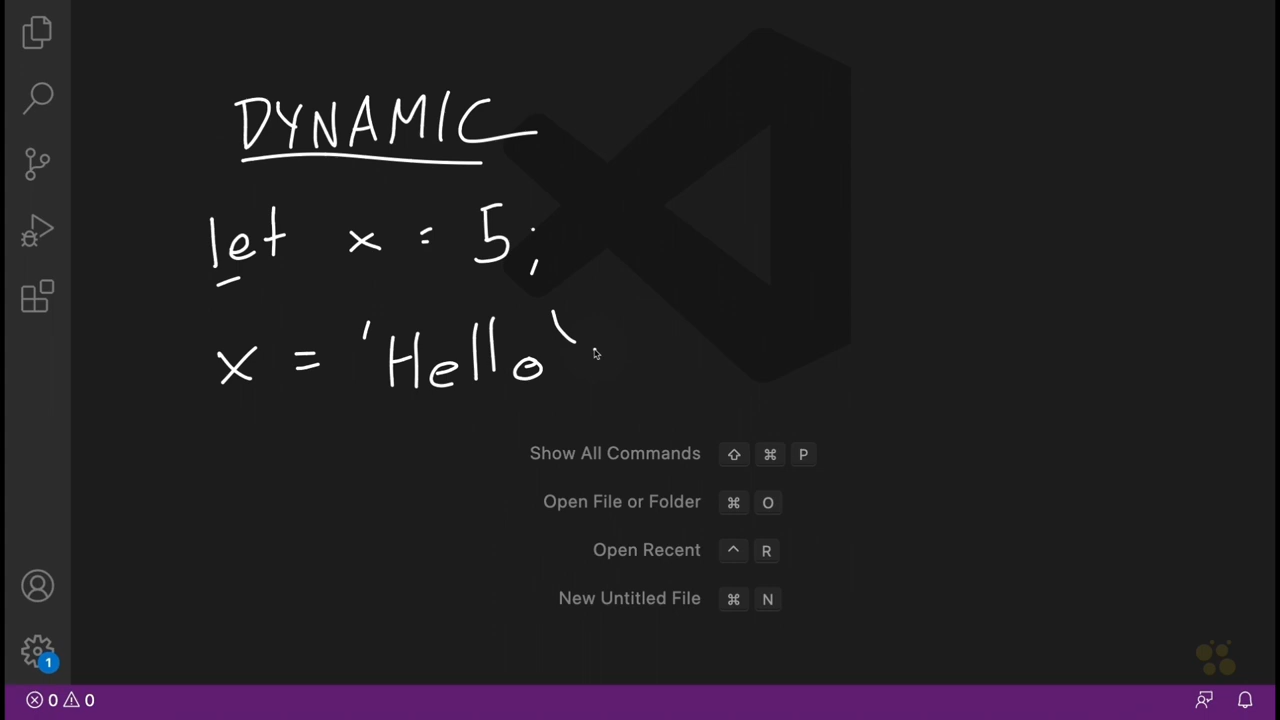 DYNAMIC
let x = 5;
x = 'Hello'
Show All Commands ⇧ ⌘ P
Open File or Folder ⌘ O
Open Recent ^ R
New Untitled File ⌘ N
1
0 0